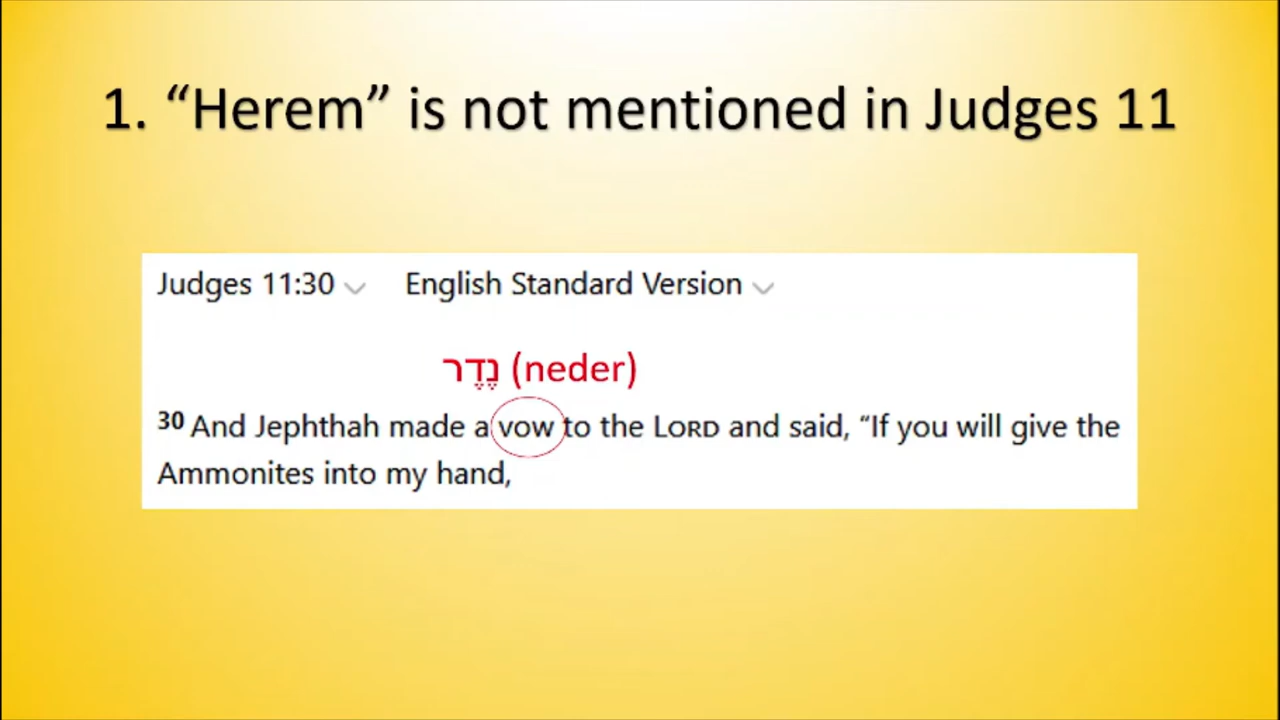 1. “Herem” is not mentioned in Judges 11
Judges 11:30 English Standard Version
נֶדֶר (neder)
30 And Jephthah made a vow to the LORD and said, “If you will give the
Ammonites into my hand,